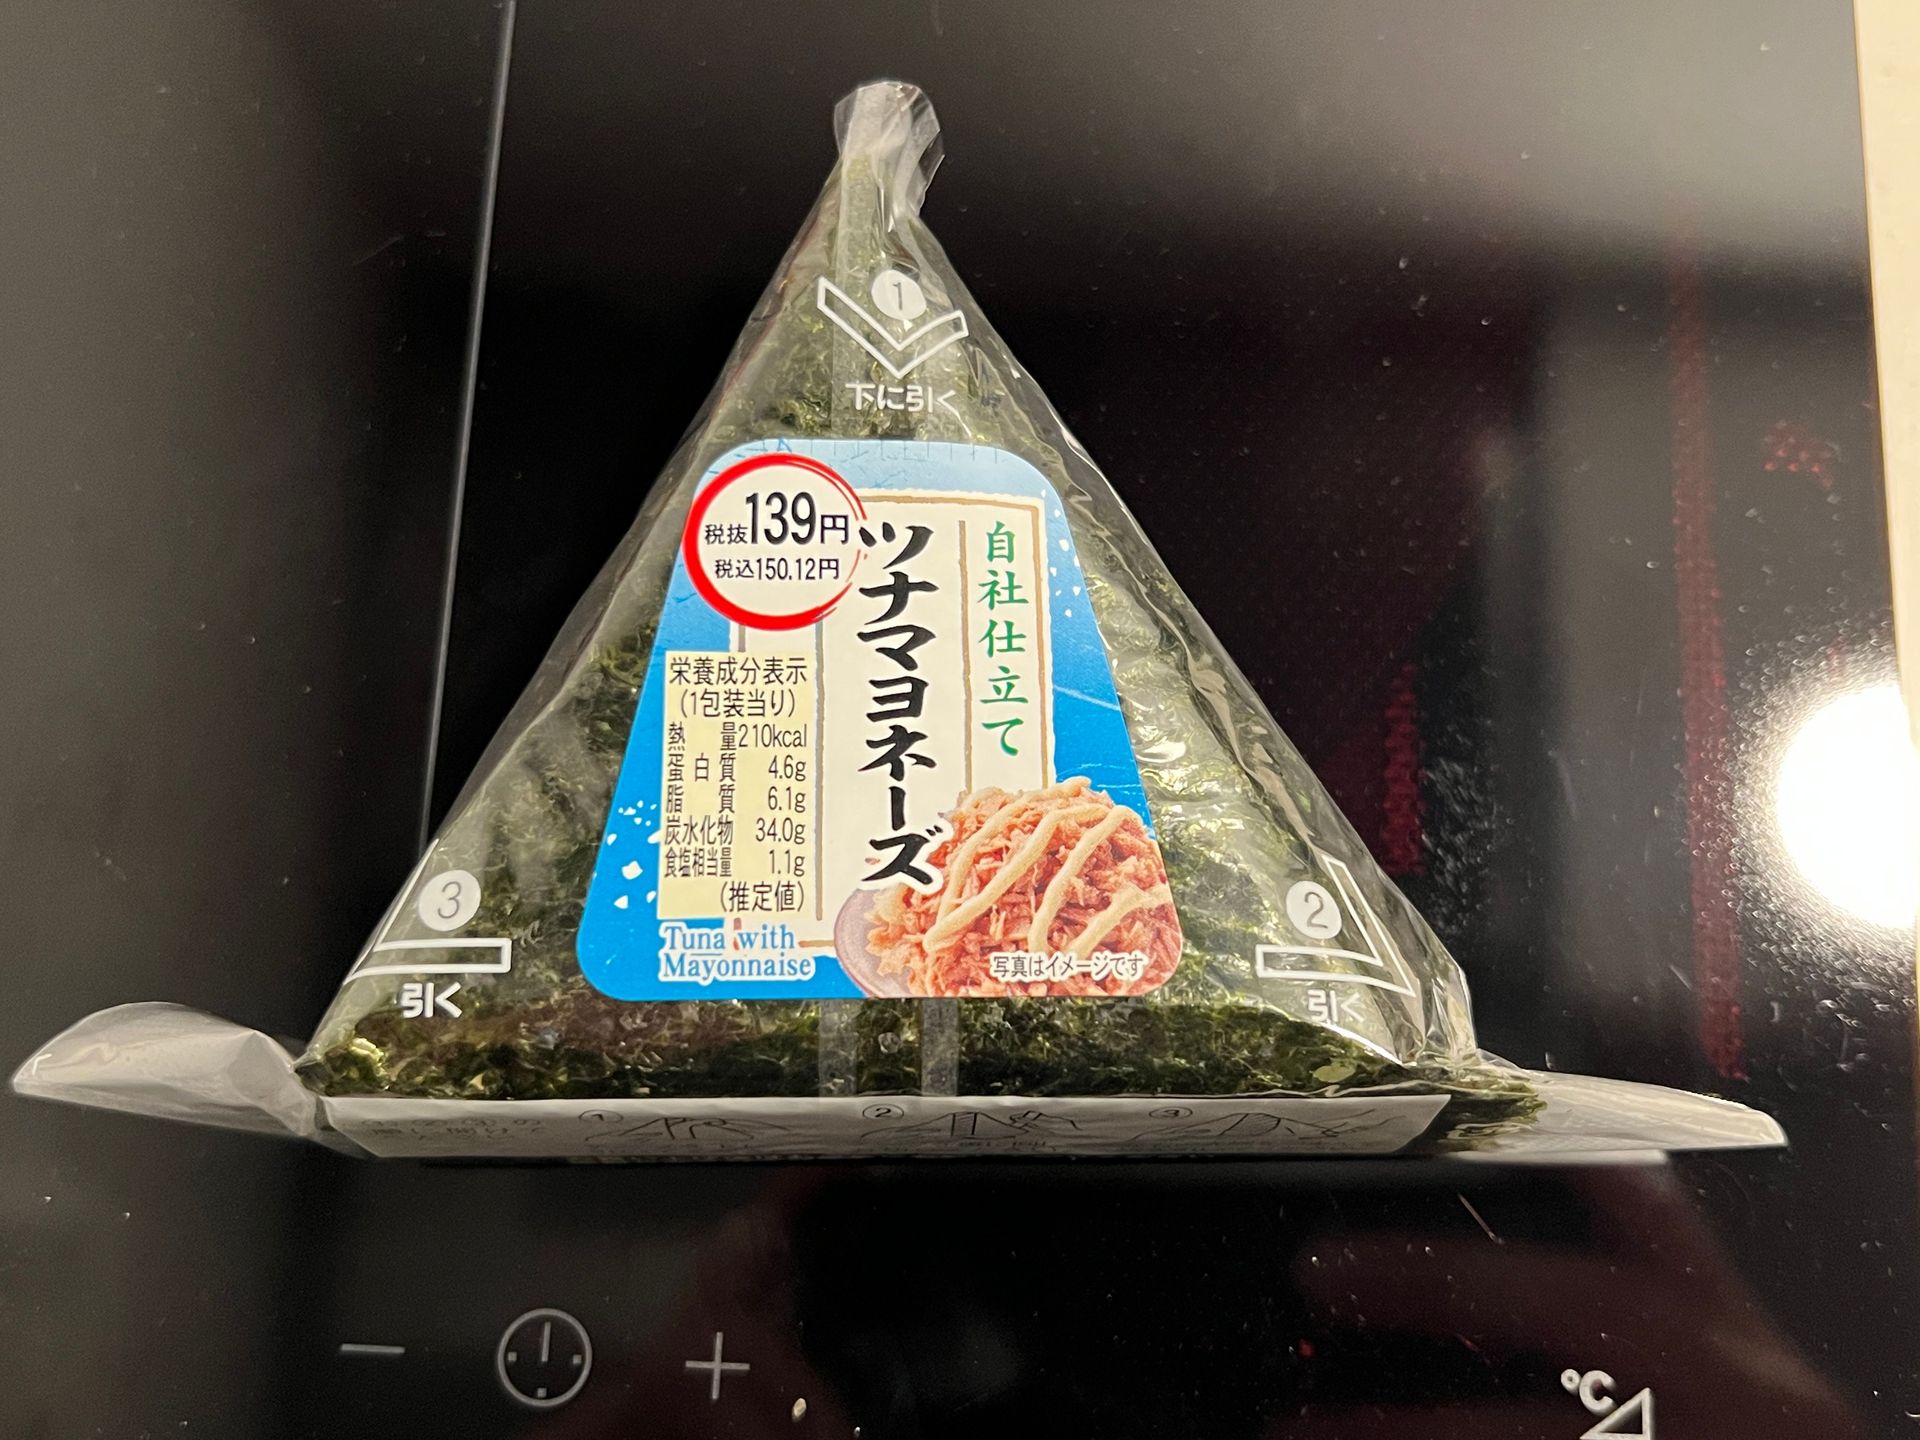 1
下に引く
税抜139円
税込150.12円
自社仕立て
ツナマヨネーズ
栄養成分表示
(1包装当り)
熱量210kcal
蛋白質 4.6g
脂質 6.1g
炭水化物 34.0g
食塩相当量 1.1g
(推定値)
Tuna with
Mayonnaise
写真はイメージです
3
引く
2
引く
① ② ③
− +
℃